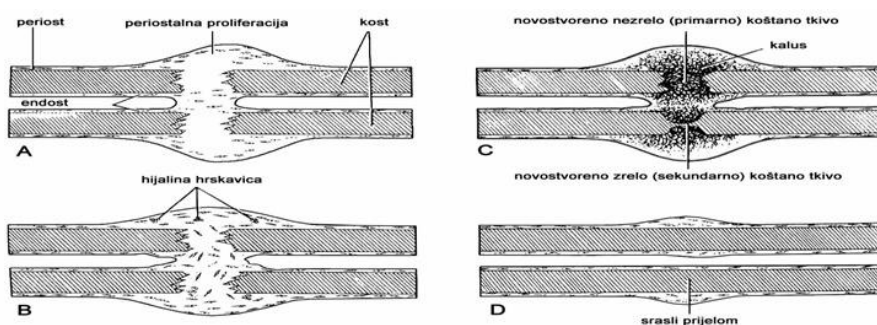 periost
periostalna proliferacija
kost
endost
A
hijalina hrskavica
B
novostvoreno nezrelo (primarno) koštano tkivo
kalus
C
novostvoreno zrelo (sekundarno) koštano tkivo
D
srasli prijelom